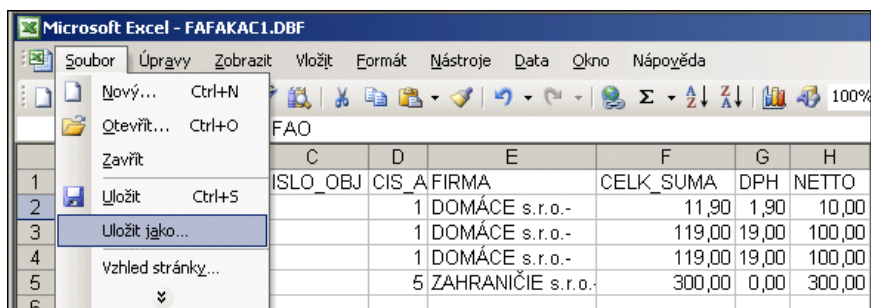 Microsoft Excel - FAFAKAC1.DBF
Soubor Úpravy Zobrazit Vložit Formát Nástroje Data Okno Nápověda
100%
Nový... Ctrl+N
Otevřít... Ctrl+O
Zavřít
Uložit Ctrl+S
Uložit jako...
Vzhled stránky...
FAO
C D E F G H
1 ISLO_OBJ CIS_A FIRMA CELK_SUMA DPH NETTO
2 1 DOMÁCE s.r.o.- 11,90 1,90 10,00
3 1 DOMÁCE s.r.o.- 119,00 19,00 100,00
4 1 DOMÁCE s.r.o.- 119,00 19,00 100,00
5 5 ZAHRANIČIE s.r.o.- 300,00 0,00 300,00